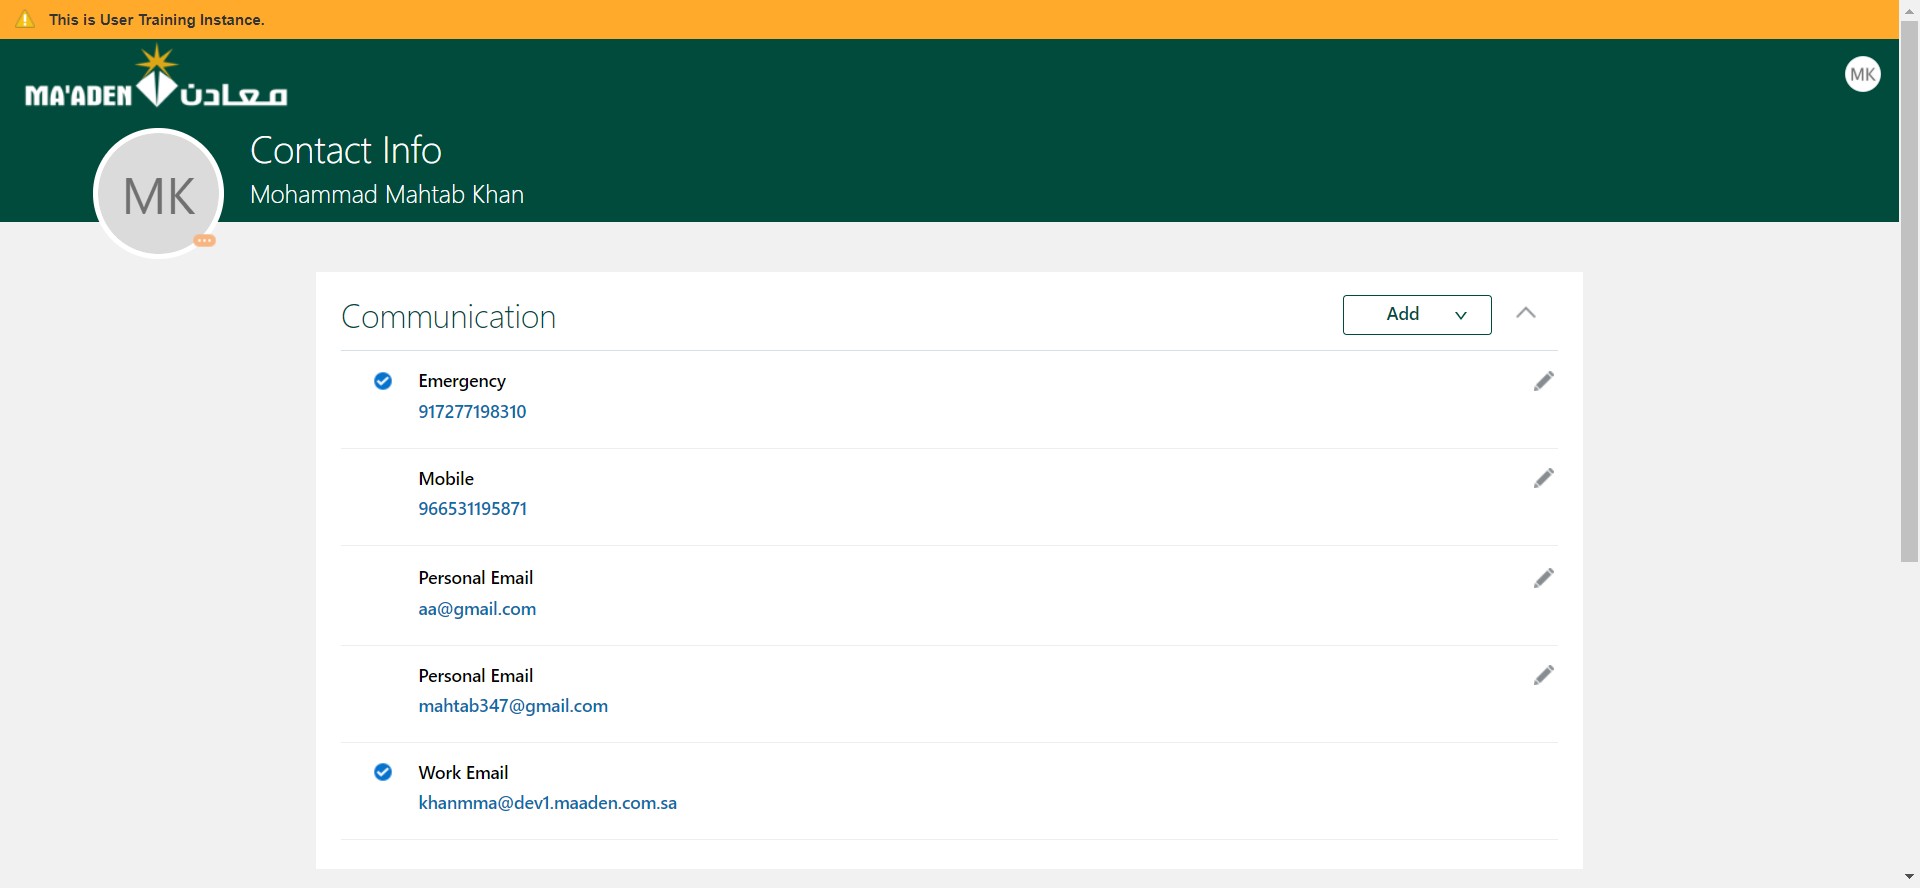 This is User Training Instance.
MA'ADEN معادن
MK
Contact Info
MK
Mohammad Mahtab Khan
Communication
Add
Emergency
917277198310
Mobile
966531195871
Personal Email
aa@gmail.com
Personal Email
mahtab347@gmail.com
Work Email
khanmma@dev1.maaden.com.sa